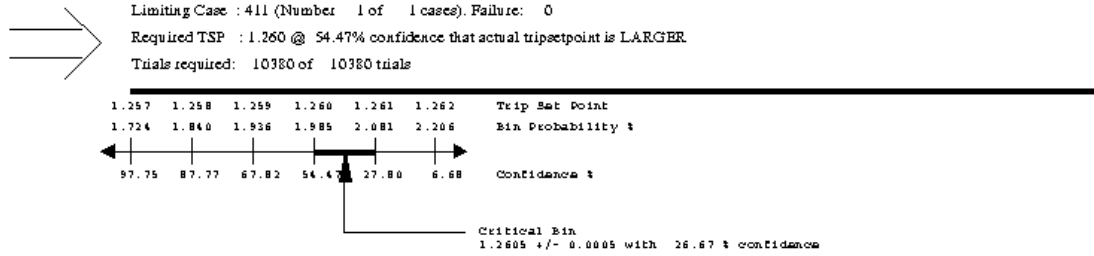 Limiting Case : 411 (Number 1 of 1 cases). Failure: 0
Required TSP : 1.260 @ 54.47% confidence that actual tripsetpoint is LARGER
Trials required: 10380 of 10380 trials
1.257 1.258 1.259 1.260 1.261 1.262 Trip Set Point
1.724 1.840 1.936 1.985 2.081 2.206 Bin Probability %
97.75 87.77 67.82 54.47 27.80 6.68 Confidence %
Critical Bin
1.2605 +/- 0.0005 with 26.67 % confidence